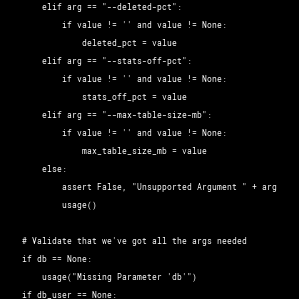 elif arg == "--deleted-pct":
if value != '' and value != None:
deleted_pct = value
elif arg == "--stats-off-pct":
if value != '' and value != None:
stats_off_pct = value
elif arg == "--max-table-size-mb":
if value != '' and value != None:
max_table_size_mb = value
else:
assert False, "Unsupported Argument " + arg
usage()
# Validate that we've got all the args needed
if db == None:
usage("Missing Parameter 'db'")
if db_user == None: